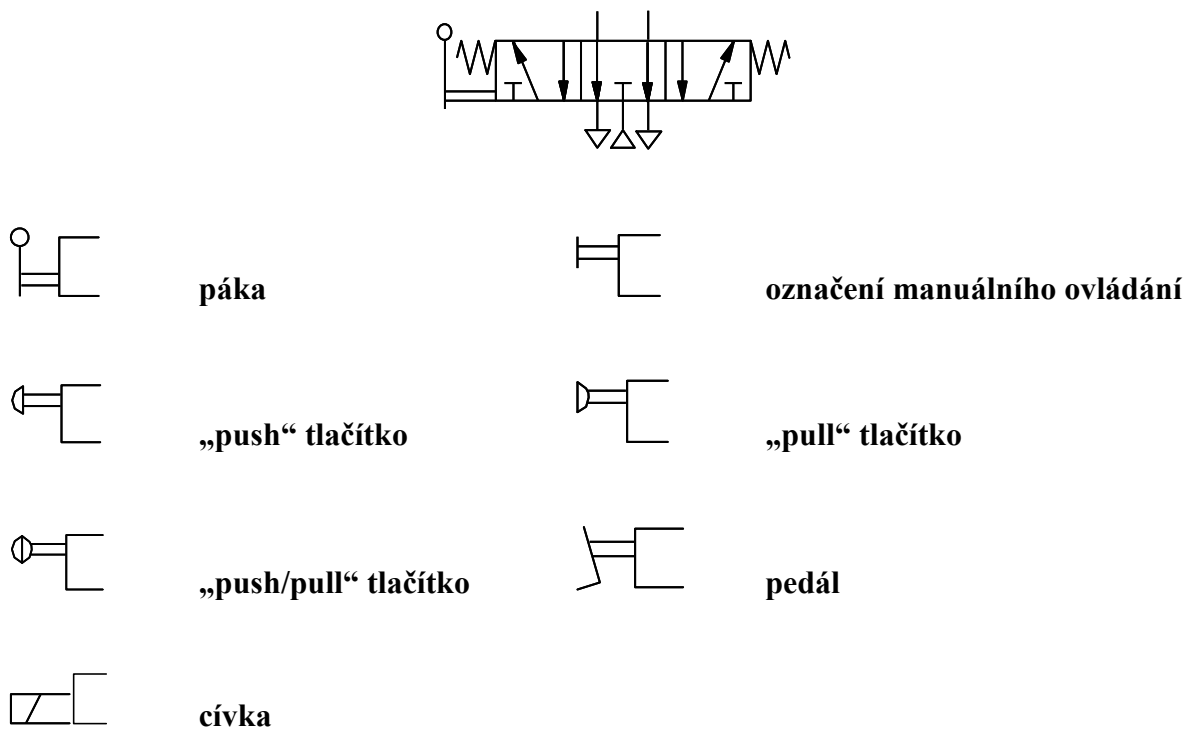 páka
označení manuálního ovládání
„push“ tlačítko
„pull“ tlačítko
„push/pull“ tlačítko
pedál
cívka